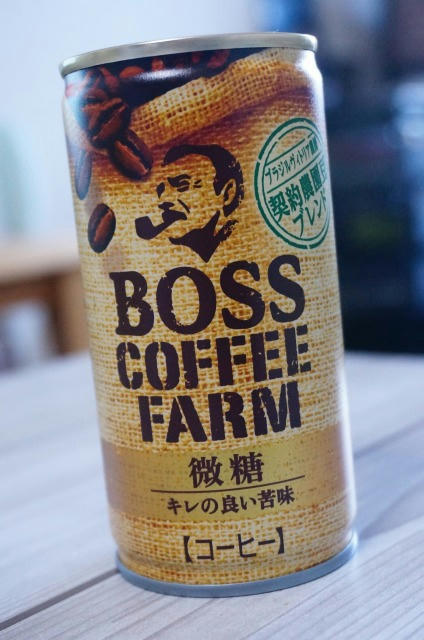 ブラジルヴィトリア農園
契約農園豆
ブレンド
BOSS
COFFEE
FARM
微糖
キレの良い苦味
【コーヒー】